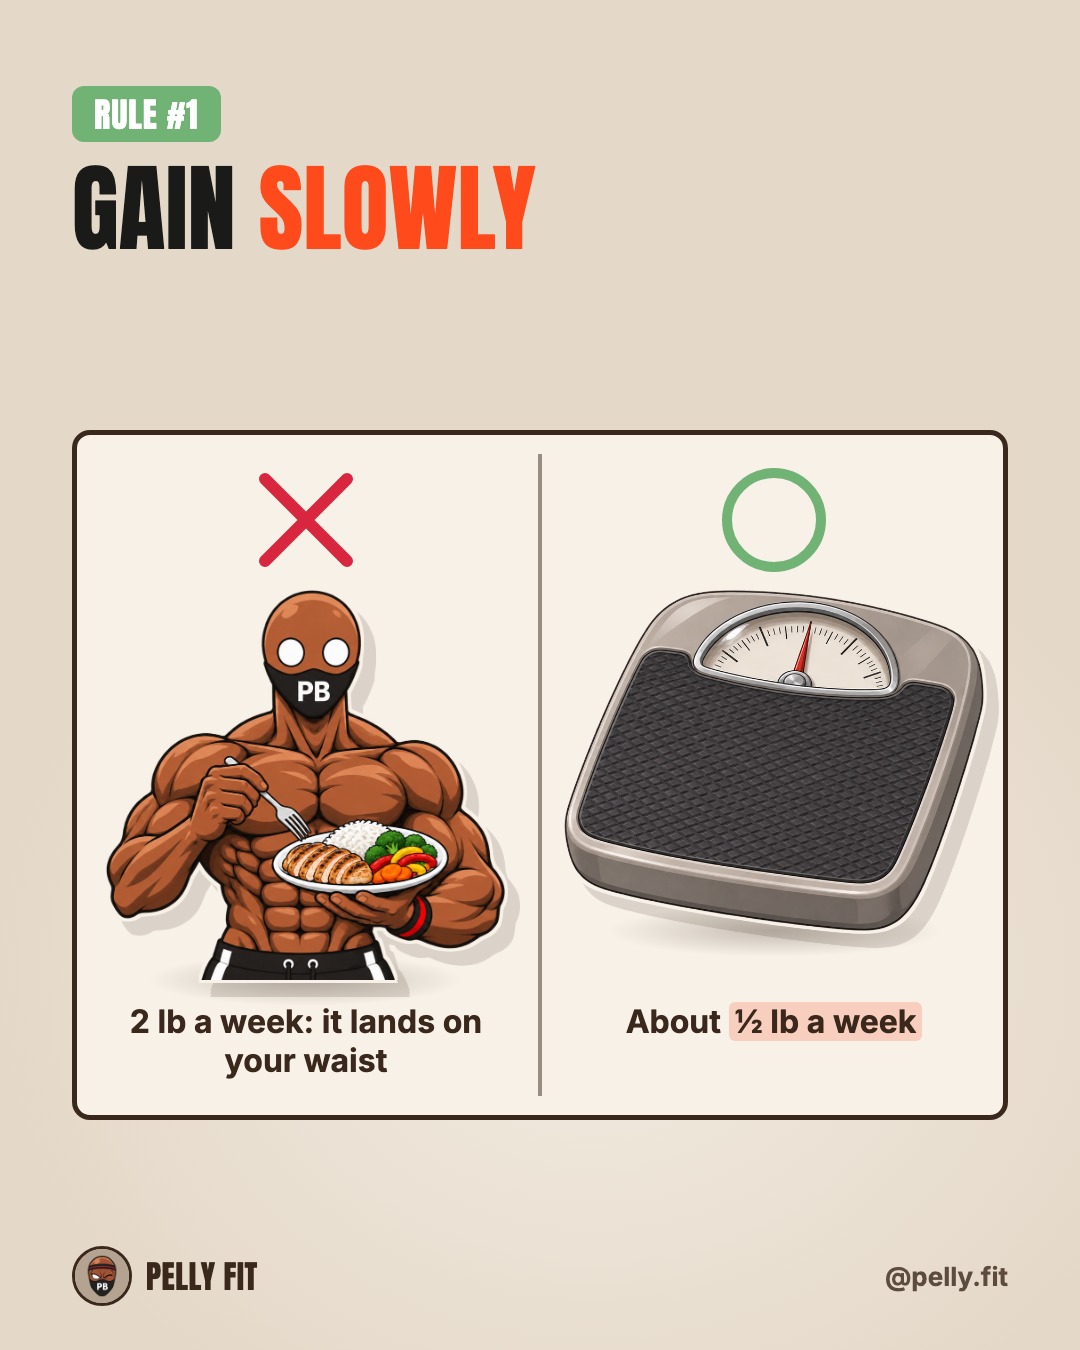 RULE #1
GAIN SLOWLY
PB
2 lb a week: it lands on
your waist
About ½ lb a week
PB
PELLY FIT
@pelly.fit